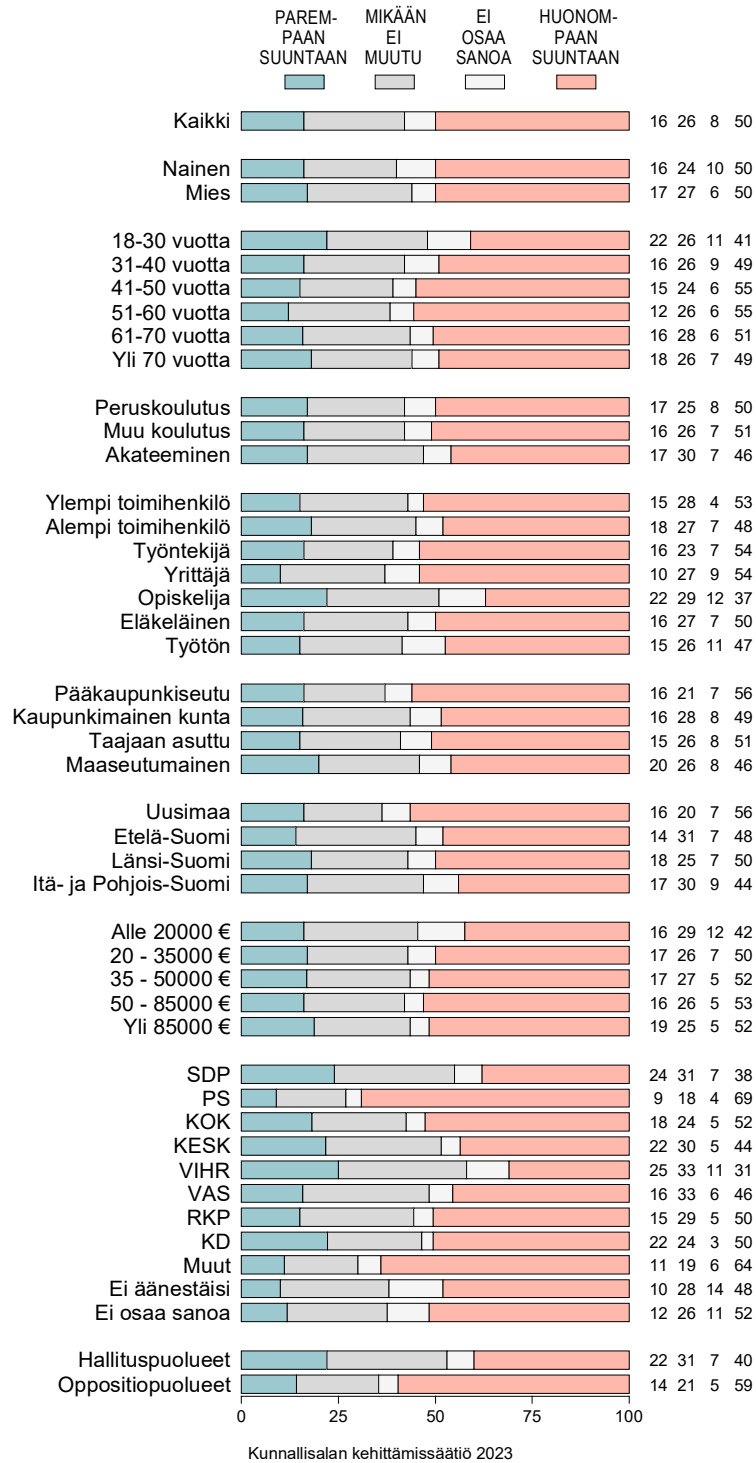 PAREM-
PAAN
SUUNTAAN
MIKÄÄN
EI
MUUTU
EI
OSAA
SANOA
HUONOM-
PAAN
SUUNTAAN
Kaikki 16 26 8 50
Nainen 16 24 10 50
Mies 17 27 6 50
18-30 vuotta 22 26 11 41
31-40 vuotta 16 26 9 49
41-50 vuotta 15 24 6 55
51-60 vuotta 12 26 6 55
61-70 vuotta 16 28 6 51
Yli 70 vuotta 18 26 7 49
Peruskoulutus 17 25 8 50
Muu koulutus 16 26 7 51
Akateeminen 17 30 7 46
Ylempi toimihenkilö 15 28 4 53
Alempi toimihenkilö 18 27 7 48
Työntekijä 16 23 7 54
Yrittäjä 10 27 9 54
Opiskelija 22 29 12 37
Eläkeläinen 16 27 7 50
Työtön 15 26 11 47
Pääkaupunkiseutu 16 21 7 56
Kaupunkimainen kunta 16 28 8 49
Taajaan asuttu 15 26 8 51
Maaseutumainen 20 26 8 46
Uusimaa 16 20 7 56
Etelä-Suomi 14 31 7 48
Länsi-Suomi 18 25 7 50
Itä- ja Pohjois-Suomi 17 30 9 44
Alle 20000 € 16 29 12 42
20 - 35000 € 17 26 7 50
35 - 50000 € 17 27 5 52
50 - 85000 € 16 26 5 53
Yli 85000 € 19 25 5 52
SDP 24 31 7 38
PS 9 18 4 69
KOK 18 24 5 52
KESK 22 30 5 44
VIHR 25 33 11 31
VAS 16 33 6 46
RKP 15 29 5 50
KD 22 24 3 50
Muut 11 19 6 64
Ei äänestäisi 10 28 14 48
Ei osaa sanoa 12 26 11 52
Hallituspuolueet 22 31 7 40
Oppositiopuolueet 14 21 5 59
0 25 50 75 100
Kunnallisalan kehittämissäätiö 2023